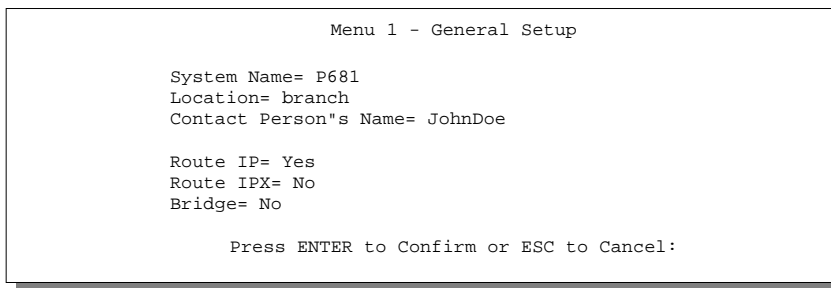 Menu 1 - General Setup
System Name= P681
Location= branch
Contact Person"s Name= JohnDoe
Route IP= Yes
Route IPX= No
Bridge= No
Press ENTER to Confirm or ESC to Cancel: